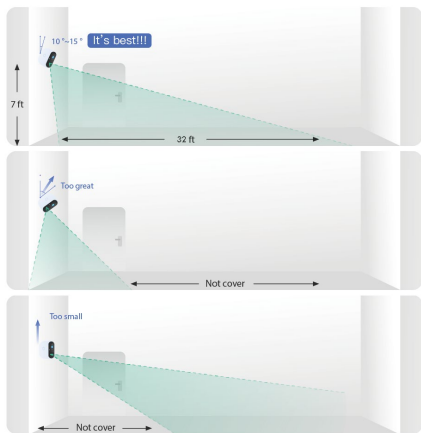 10°~15° It's best!!!
7 ft
32 ft
Too great
Not cover
Too small
Not cover